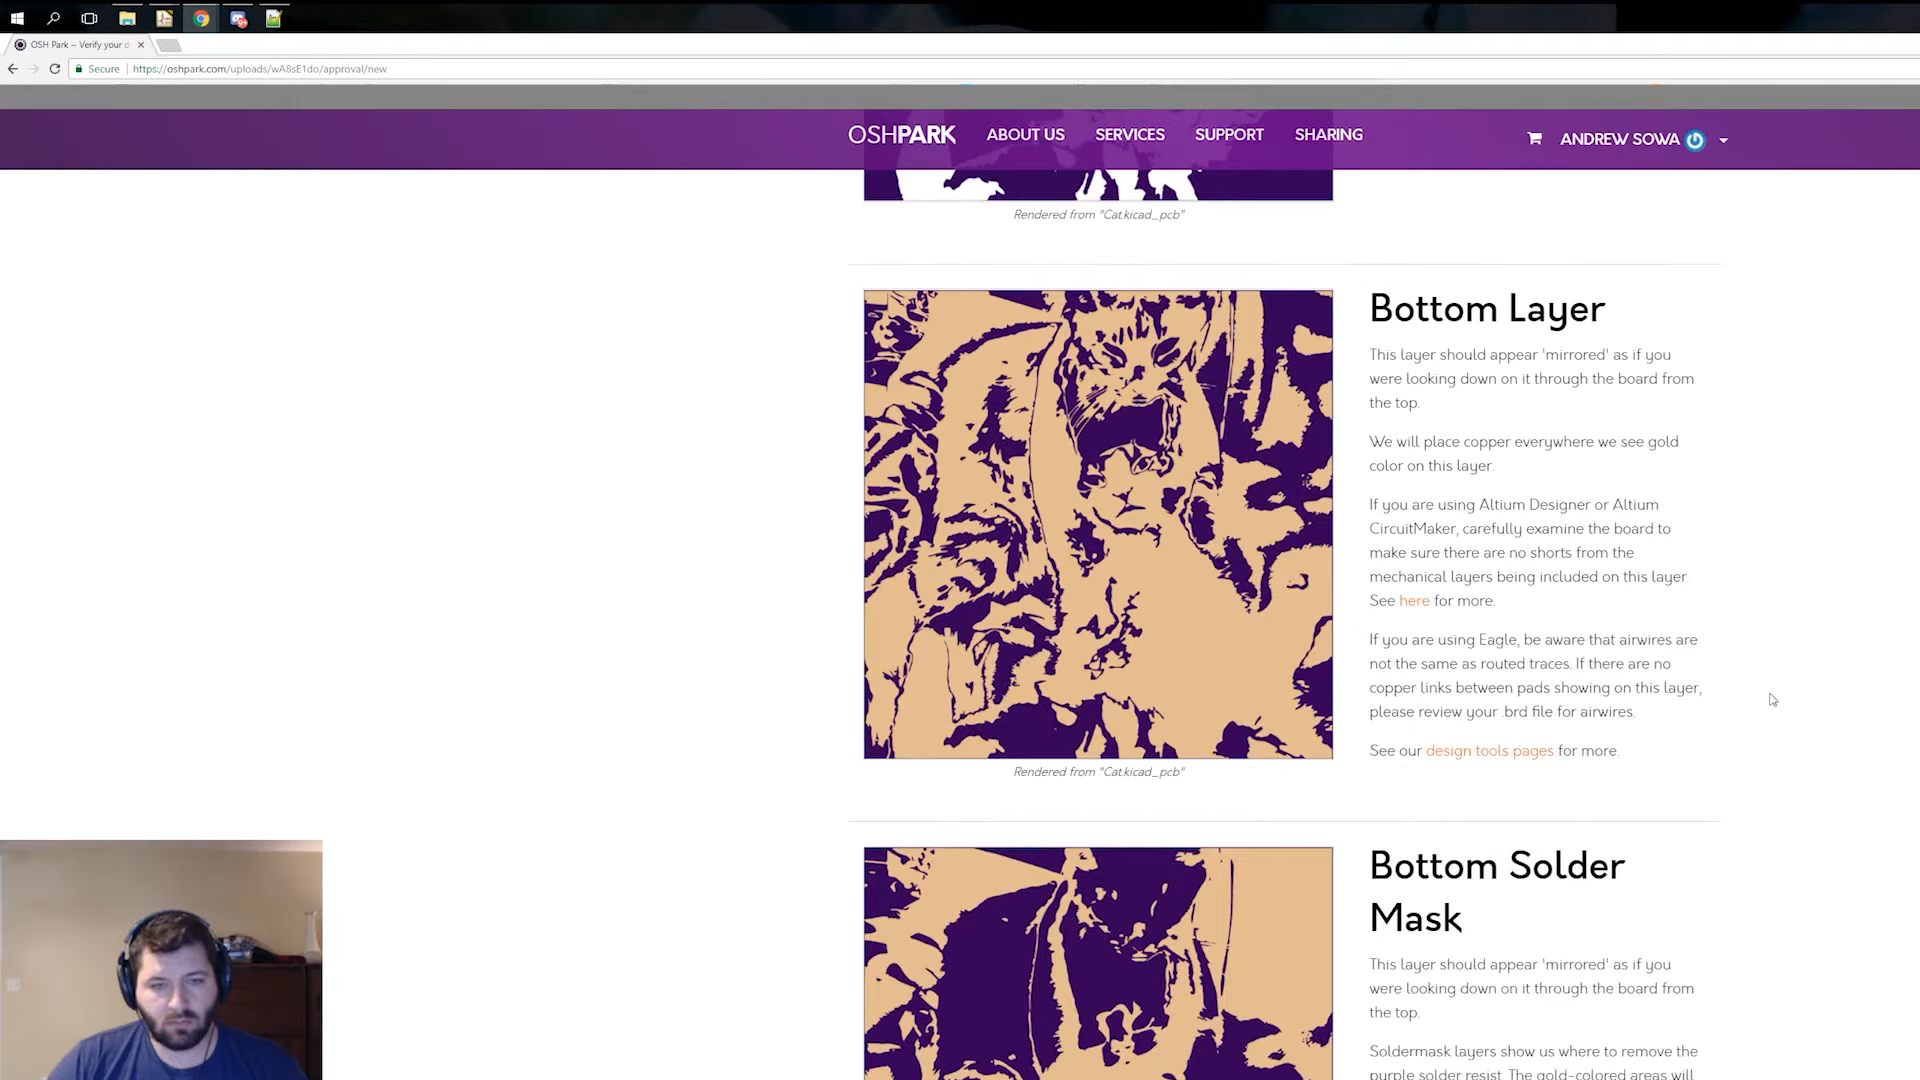 OSH Park ~ Verify your d
Secure
https://oshpark.com/uploads/wA8sE1do/approval/new
OSHPARK
ABOUT US
SERVICES
SUPPORT
SHARING
ANDREW SOWA
Rendered from "Cat.kicad_pcb"
Bottom Layer
This layer should appear 'mirrored' as if you
were looking down on it through the board from
the top.
We will place copper everywhere we see gold
color on this layer.
If you are using Altium Designer or Altium
CircuitMaker, carefully examine the board to
make sure there are no shorts from the
mechanical layers being included on this layer.
See here for more.
If you are using Eagle, be aware that airwires are
not the same as routed traces. If there are no
copper links between pads showing on this layer,
please review your .brd file for airwires.
See our design tools pages for more.
Rendered from "Cat.kicad_pcb"
Bottom Solder
Mask
This layer should appear 'mirrored' as if you
were looking down on it through the board from
the top.
Soldermask layers show us where to remove the
purple solder resist. The gold-colored areas will